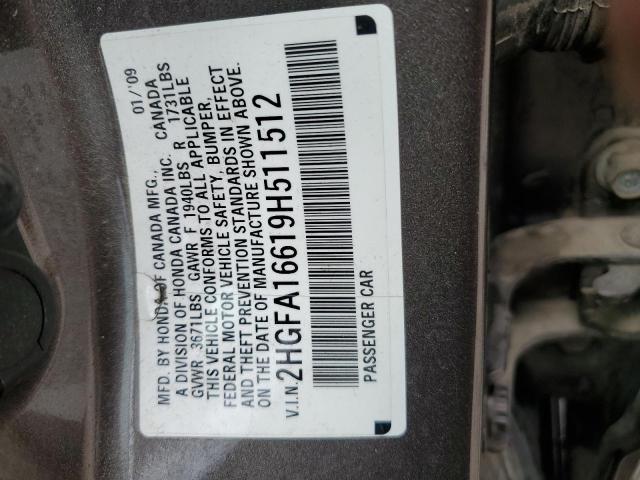 MFD. BY HONDA OF CANADA MFG., CANADA 01/'09
A DIVISION OF HONDA CANADA INC.
GVWR 3671LBS GAWR F 1940LBS R 1731LBS
THIS VEHICLE CONFORMS TO ALL APPLICABLE
FEDERAL MOTOR VEHICLE SAFETY, BUMPER,
AND THEFT PREVENTION STANDARDS IN EFFECT
ON THE DATE OF MANUFACTURE SHOWN ABOVE.
V.I.N. 2HGFA16619H511512
PASSENGER CAR